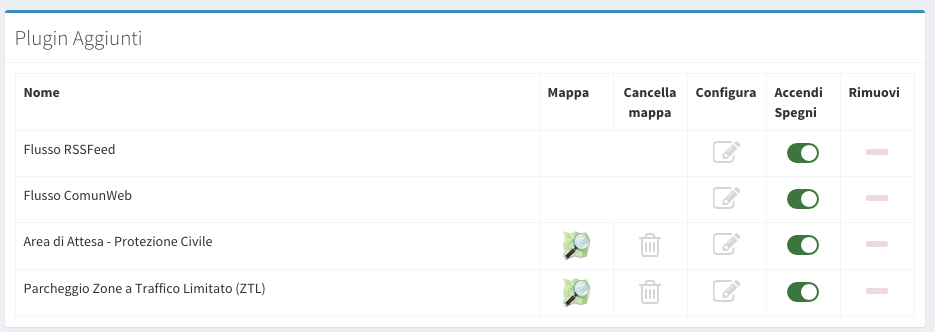 Plugin Aggiunti
Nome Mappa Cancella mappa Configura Accendi Spegni Rimuovi
Flusso RSSFeed
Flusso ComunWeb
Area di Attesa - Protezione Civile
Parcheggio Zone a Traffico Limitato (ZTL)